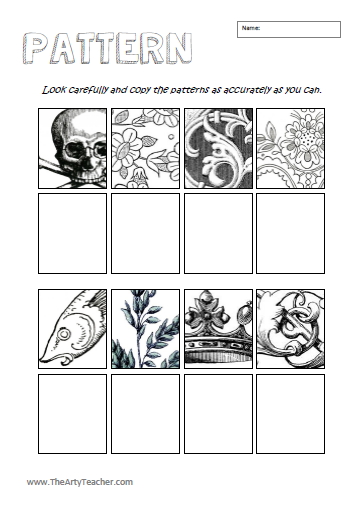 Name:
PATTERN
Look carefully and copy the patterns as accurately as you can.
www.TheArtyTeacher.com